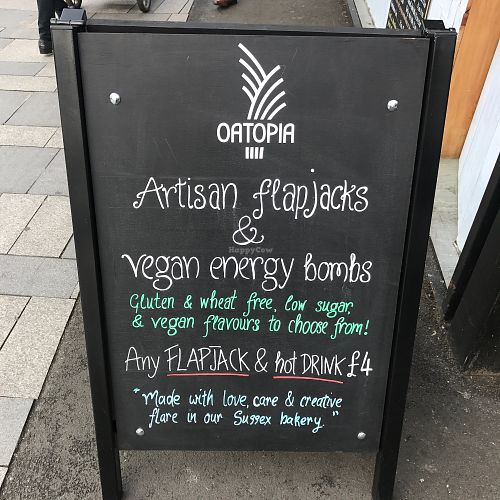 OATOPIA
Artisan flapjacks
&
vegan energy bombs
Gluten & wheat free, low sugar,
& vegan flavours to choose from!
Any FLAPJACK & hot DRINK £4
"Made with love, care & creative
flare in our Sussex bakery."
HappyCow